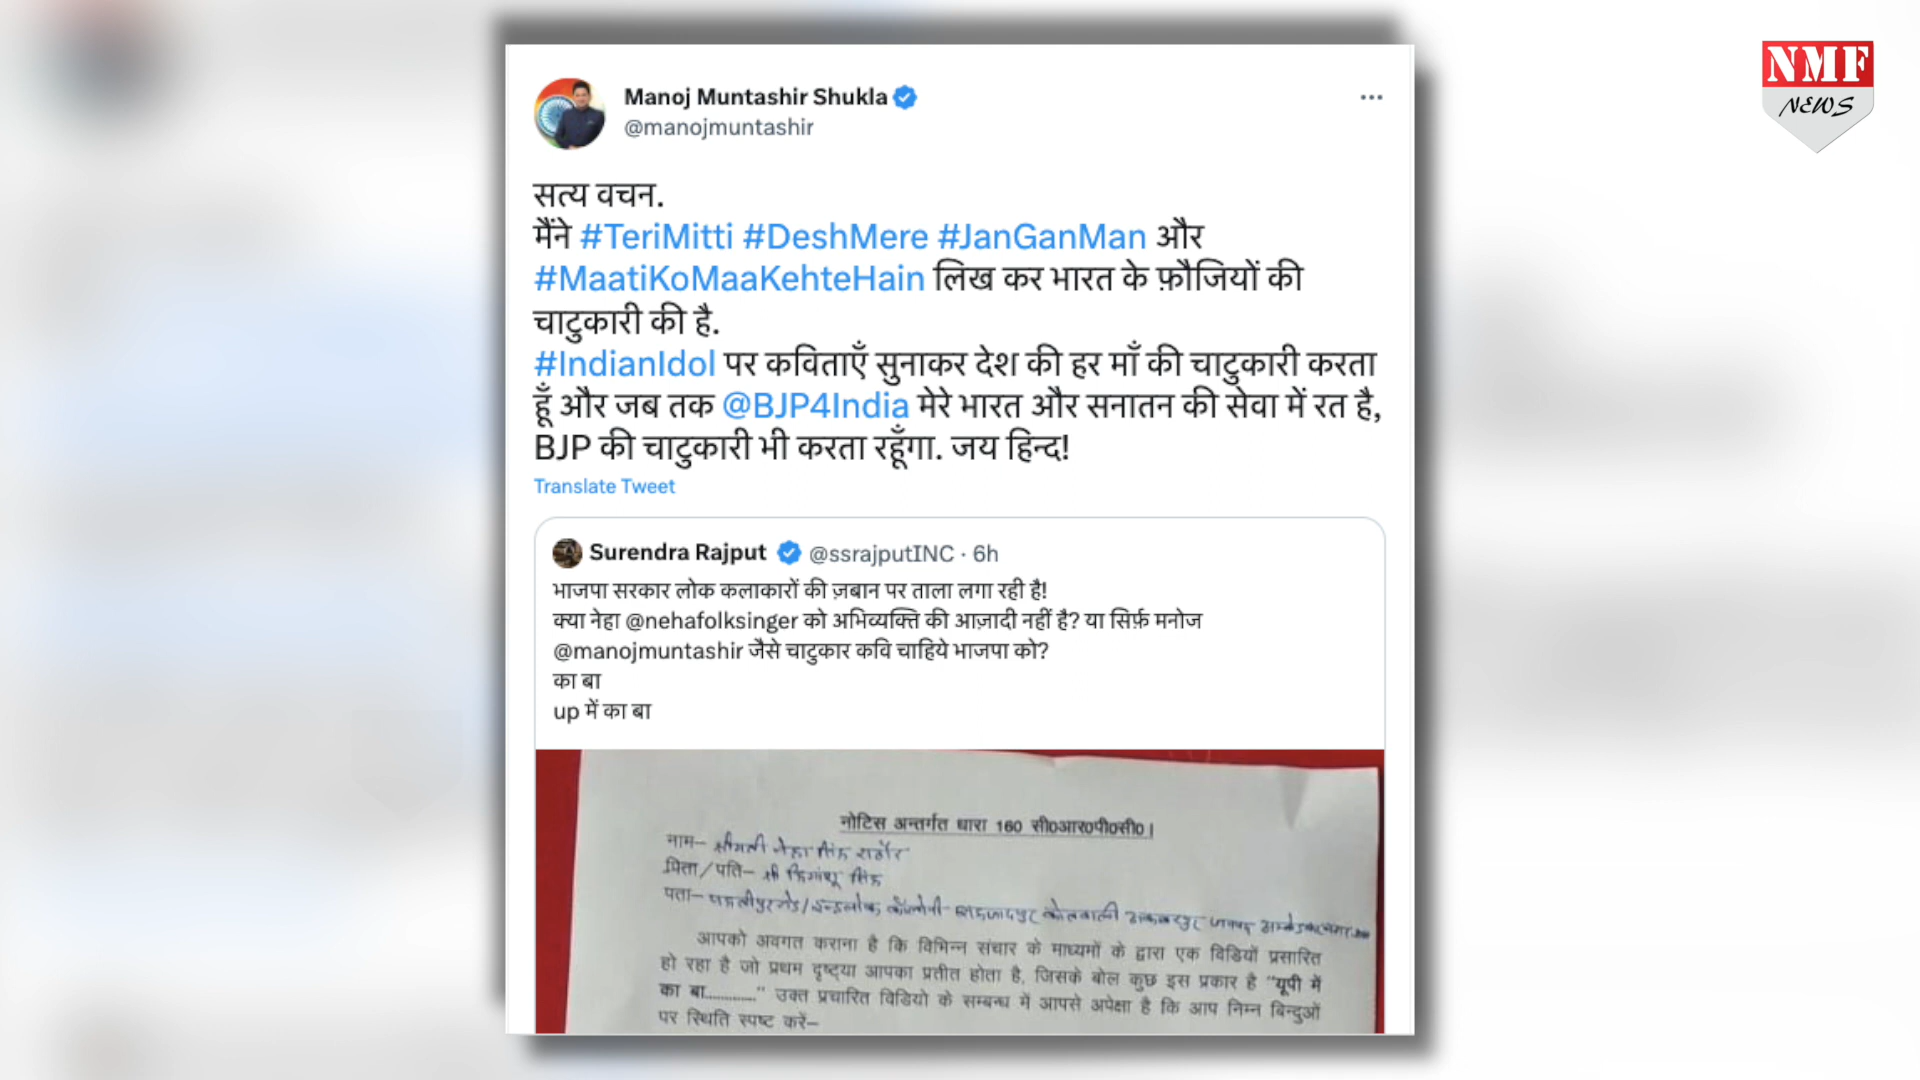 NMF
NEWS
Manoj Muntashir Shukla
@manojmuntashir
सत्य वचन.
मैंने #TeriMitti #DeshMere #JanGanMan और
#MaatiKoMaaKehteHain लिख कर भारत के फ़ौजियों की
चाटुकारी की है.
#IndianIdol पर कविताएँ सुनाकर देश की हर माँ की चाटुकारी करता
हूँ और जब तक @BJP4India मेरे भारत और सनातन की सेवा में रत है,
BJP की चाटुकारी भी करता रहूँगा. जय हिन्द!
Translate Tweet
Surendra Rajput @ssrajputINC · 6h
भाजपा सरकार लोक कलाकारों की ज़बान पर ताला लगा रही है!
क्या नेहा @nehafolksinger को अभिव्यक्ति की आज़ादी नहीं है? या सिर्फ़ मनोज
@manojmuntashir जैसे चाटुकार कवि चाहिये भाजपा को?
का बा
up में का बा
नोटिस अन्तर्गत धारा 160 सी०आर०पी०सी०।
नाम– श्रीमती नेहा सिंह राठौर
पिता/पति– श्री हिमांशु सिंह
पता–
आपको अवगत कराना है कि विभिन्न संचार के माध्यमों के द्वारा एक विडियों प्रसारित
हो रहा है जो प्रथम दृष्ट्या आपका प्रतीत होता है, जिसके बोल कुछ इस प्रकार है "यूपी में
का बा............" उक्त प्रचारित विडियो के सम्बन्ध में आपसे अपेक्षा है कि आप निम्न बिन्दुओं
पर स्थिति स्पष्ट करें–